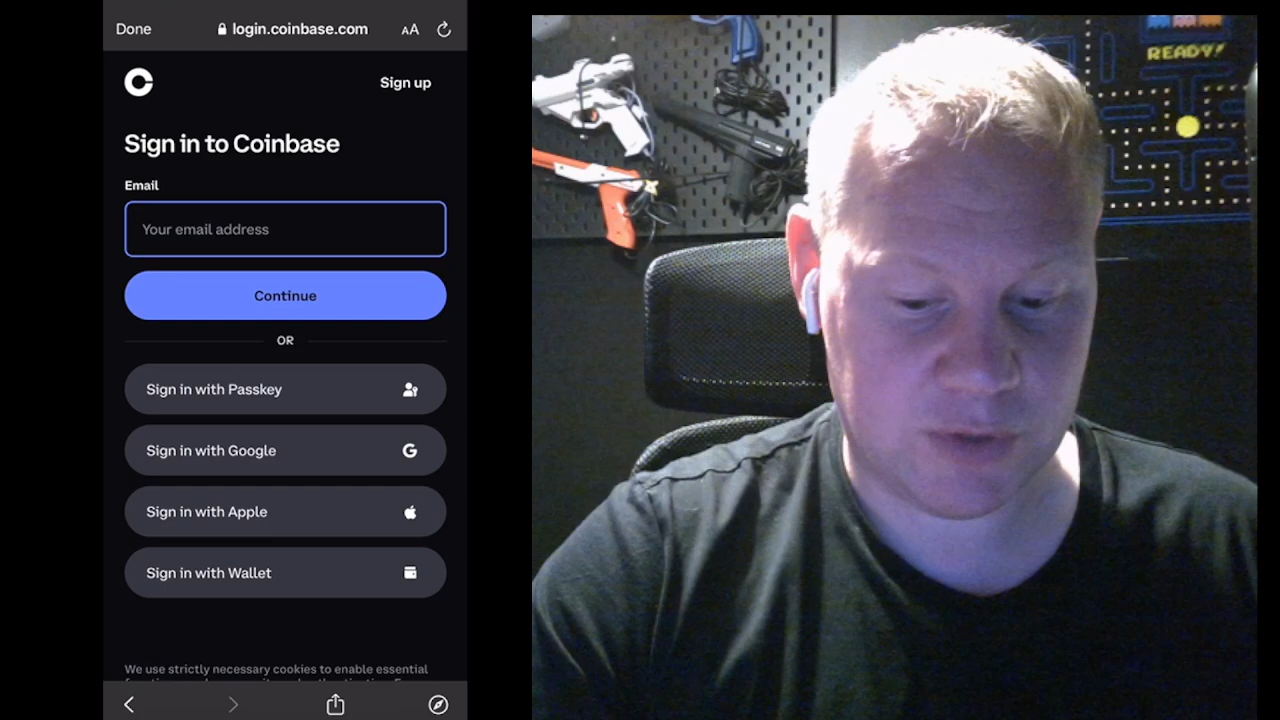 Done
login.coinbase.com
AA
Sign up
Sign in to Coinbase
Email
Your email address
Continue
OR
Sign in with Passkey
Sign in with Google
Sign in with Apple
Sign in with Wallet
We use strictly necessary cookies to enable essential
READY!